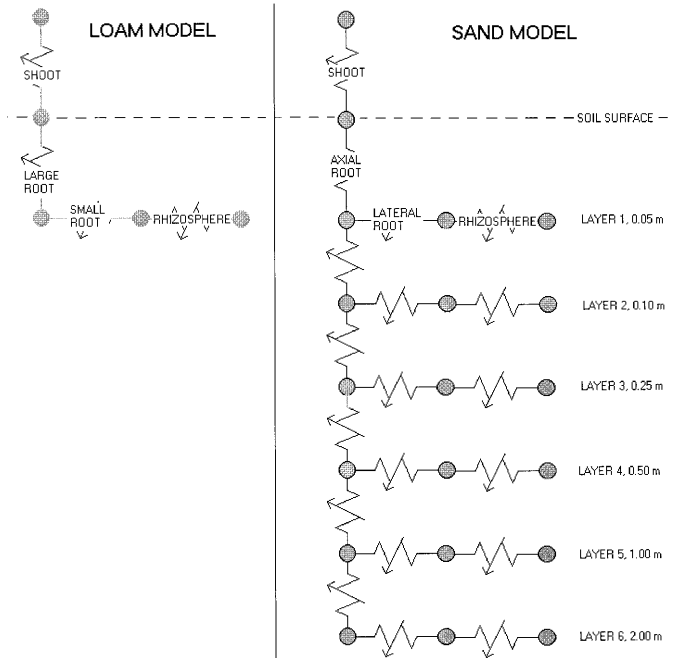 LOAM MODEL
SHOOT
LARGE
ROOT
SMALL
ROOT
RHIZOSPHERE
SAND MODEL
SHOOT
SOIL SURFACE
AXIAL
ROOT
LATERAL
ROOT
RHIZOSPHERE
LAYER 1, 0.05 m
LAYER 2, 0.10 m
LAYER 3, 0.25 m
LAYER 4, 0.50 m
LAYER 5, 1.00 m
LAYER 6, 2.00 m